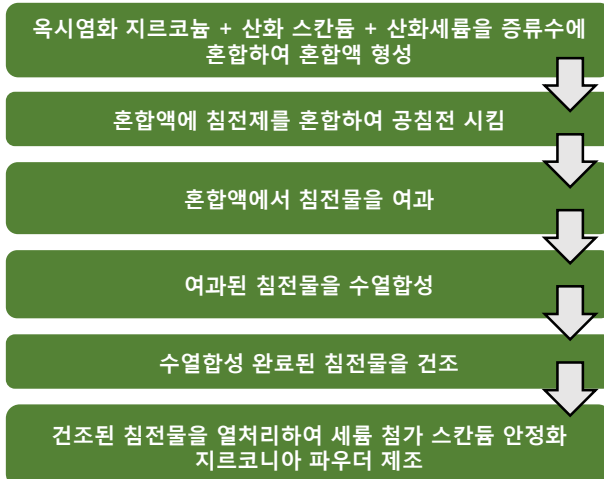 옥시염화 지르코늄 + 산화 스칸듐 + 산화세륨을 증류수에
혼합하여 혼합액 형성
혼합액에 침전제를 혼합하여 공침전 시킴
혼합액에서 침전물을 여과
여과된 침전물을 수열합성
수열합성 완료된 침전물을 건조
건조된 침전물을 열처리하여 세륨 첨가 스칸듐 안정화
지르코니아 파우더 제조